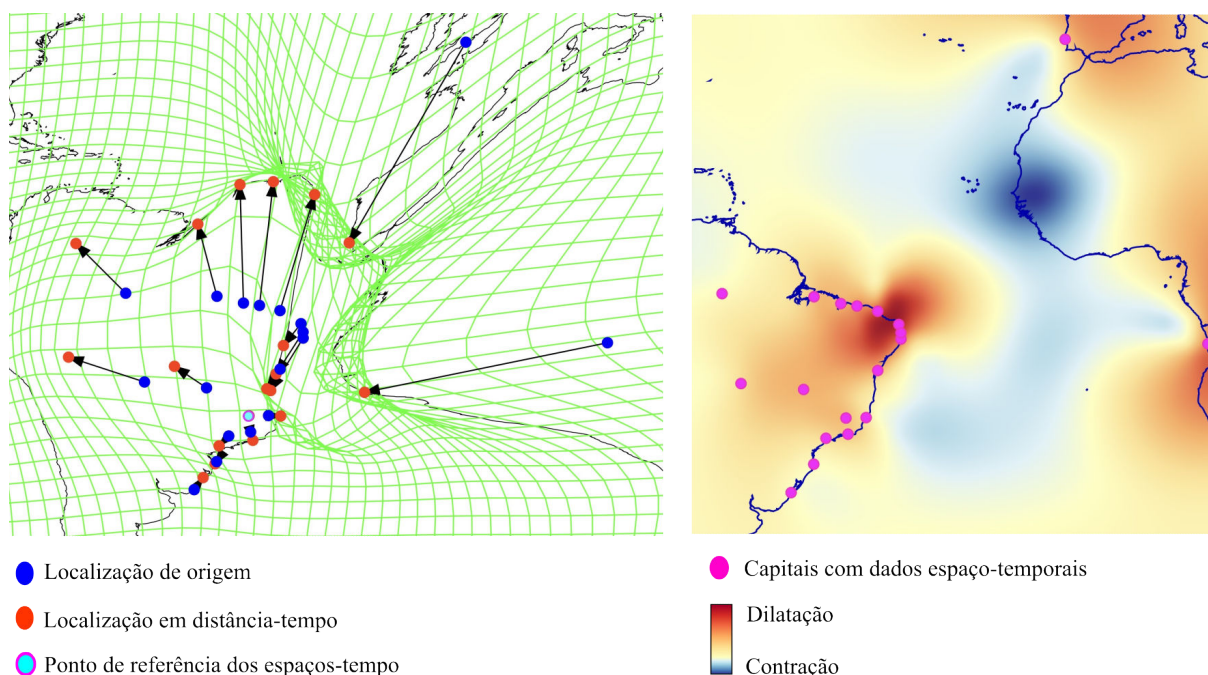 Localização de origem
Localização em distância-tempo
Ponto de referência dos espaços-tempo
Capitais com dados espaço-temporais
Dilatação
Contração